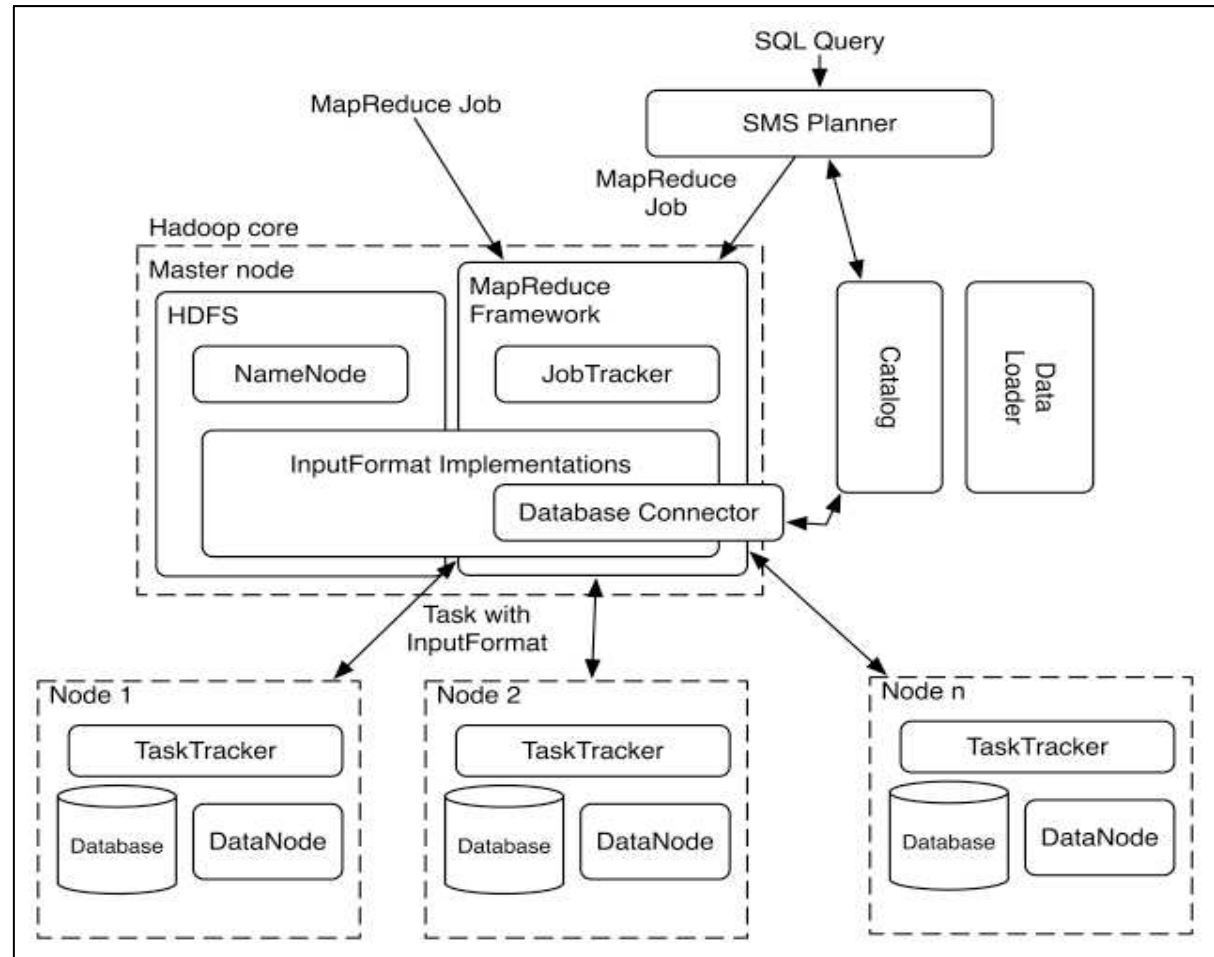 SQL Query
SMS Planner
MapReduce Job
MapReduce
Job
Hadoop core
Master node
HDFS
NameNode
MapReduce
Framework
JobTracker
InputFormat Implementations
Database Connector
Catalog
Data
Loader
Task with
InputFormat
Node 1
TaskTracker
Database
DataNode
Node 2
TaskTracker
Database
DataNode
Node n
TaskTracker
Database
DataNode